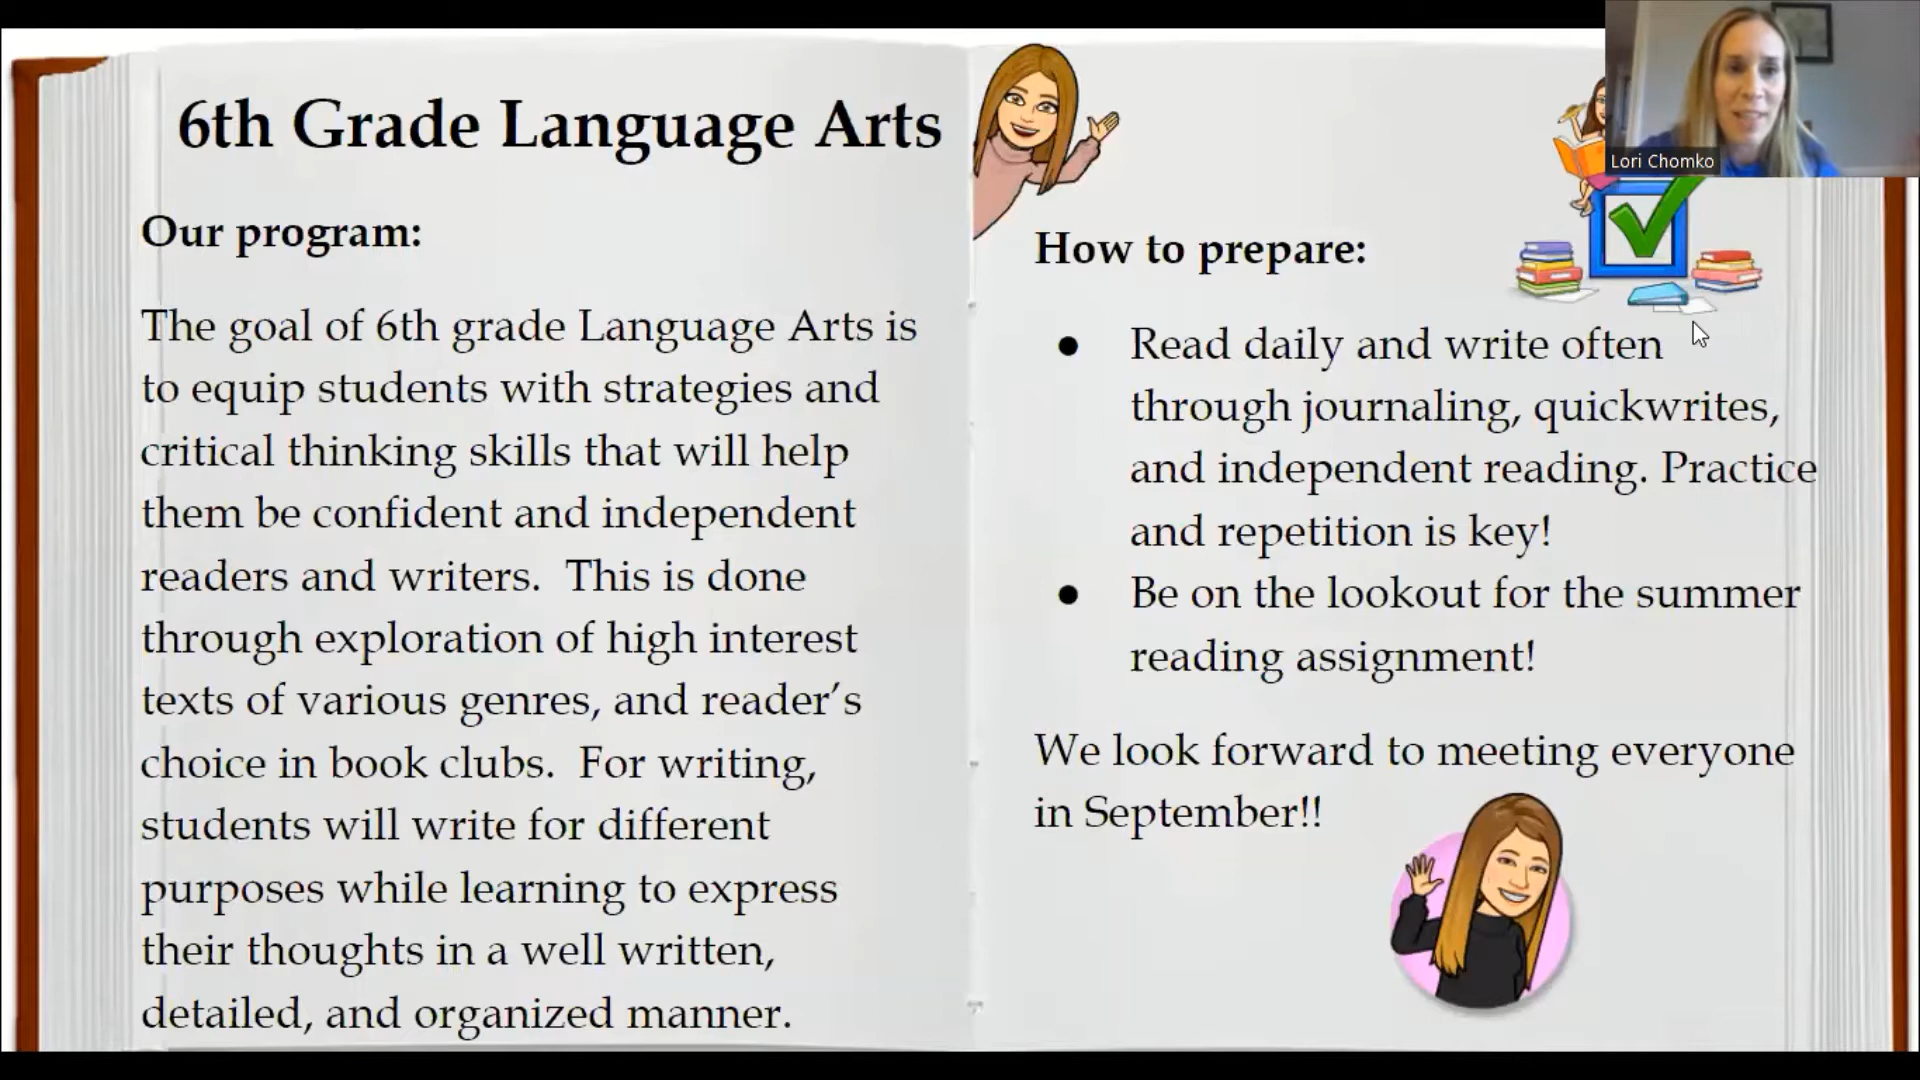 6th Grade Language Arts
Our program:
The goal of 6th grade Language Arts is
to equip students with strategies and
critical thinking skills that will help
them be confident and independent
readers and writers.  This is done
through exploration of high interest
texts of various genres, and reader’s
choice in book clubs.  For writing,
students will write for different
purposes while learning to express
their thoughts in a well written,
detailed, and organized manner.
How to prepare:
● Read daily and write often
through journaling, quickwrites,
and independent reading. Practice
and repetition is key!
● Be on the lookout for the summer
reading assignment!
We look forward to meeting everyone
in September!!
Lori Chomko